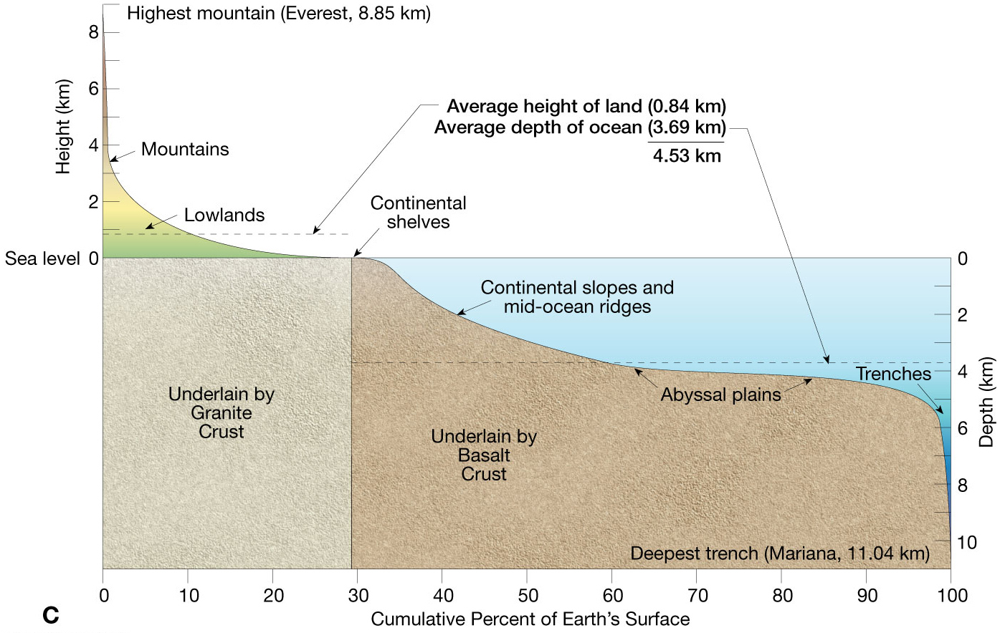 Highest mountain (Everest, 8.85 km)
8
6
4
2
Sea level 0
Height (km)
Mountains
Lowlands
Average height of land (0.84 km)
Average depth of ocean (3.69 km)
4.53 km
Continental
shelves
Continental slopes and
mid-ocean ridges
Trenches
Abyssal plains
Underlain by
Granite
Crust
Underlain by
Basalt
Crust
Deepest trench (Mariana, 11.04 km)
0
2
4
6
8
10
Depth (km)
0 10 20 30 40 50 60 70 80 90 100
Cumulative Percent of Earth's Surface
C